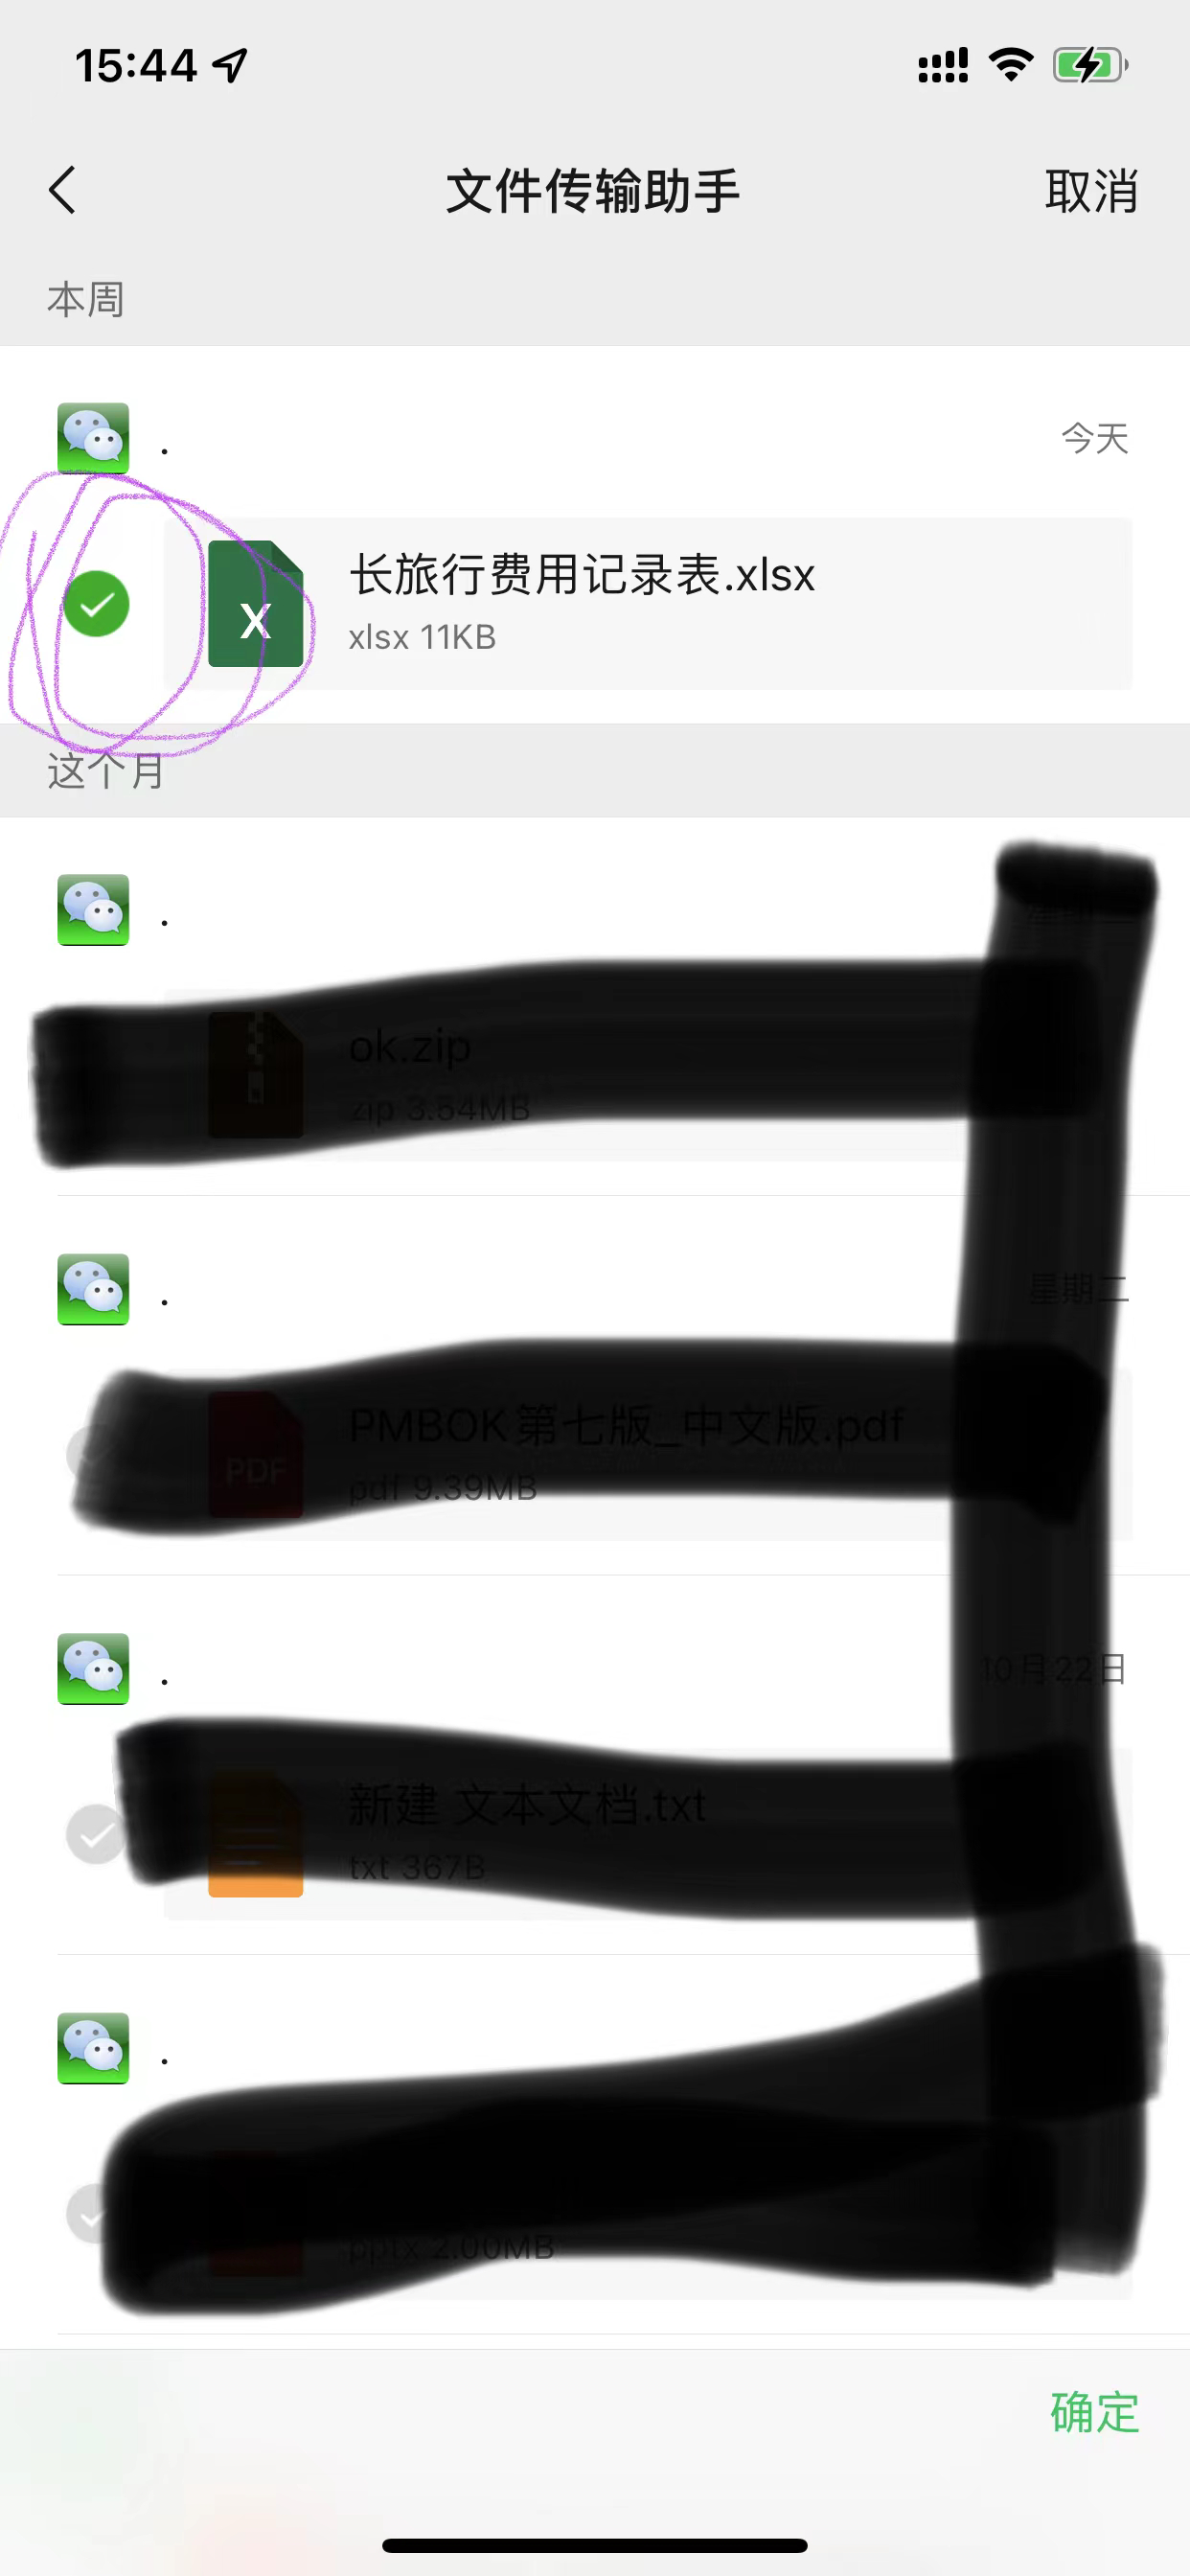 15:44
文件传输助手
取消
本周
.
今天
长旅行费用记录表.xlsx
X
xlsx 11KB
这个月
.
ok.zip
zip 3.54MB
.
星期二
PMBOK第七版_中文版.pdf
PDF
pdf 9.39MB
.
10月22日
新建 文本文档.txt
txt 367B
.
pptx 2.00MB
确定